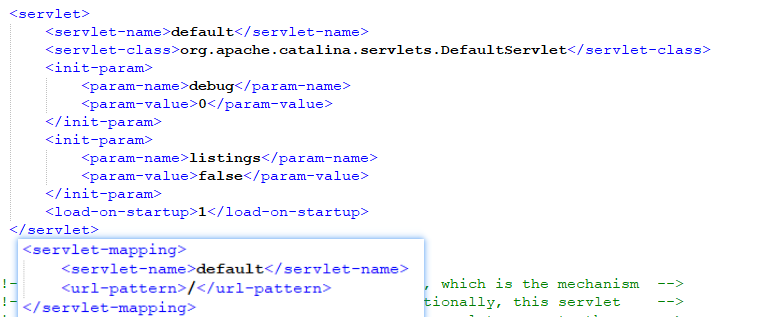 <servlet>
<servlet-name>default</servlet-name>
<servlet-class>org.apache.catalina.servlets.DefaultServlet</servlet-class>
<init-param>
<param-name>debug</param-name>
<param-value>0</param-value>
</init-param>
<init-param>
<param-name>listings</param-name>
<param-value>false</param-value>
</init-param>
<load-on-startup>1</load-on-startup>
</servlet>
<servlet-mapping>
<servlet-name>default</servlet-name>
<url-pattern>/</url-pattern>
</servlet-mapping>
!- , which is the mechanism -->
!- tionally, this servlet -->